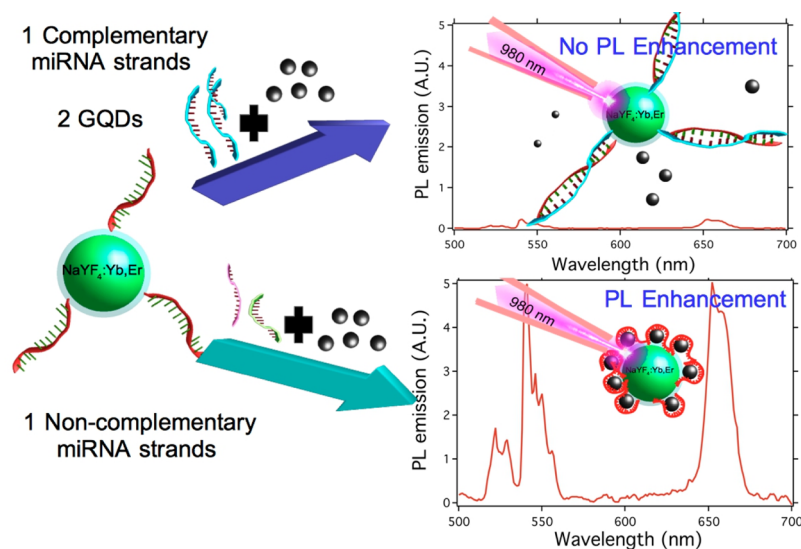 1 Complementary
miRNA strands
2 GQDs
NaYF₄:Yb,Er
1 Non-complementary
miRNA strands
No PL Enhancement
980 nm
NaYF₄:Yb,Er
PL emission (A.U.)
5
4
3
2
1
0
500
550
600
650
700
Wavelength (nm)
PL Enhancement
980 nm
NaYF₄:Yb,Er
PL emission (A.U.)
5
4
3
2
1
0
500
550
600
650
700
Wavelength (nm)